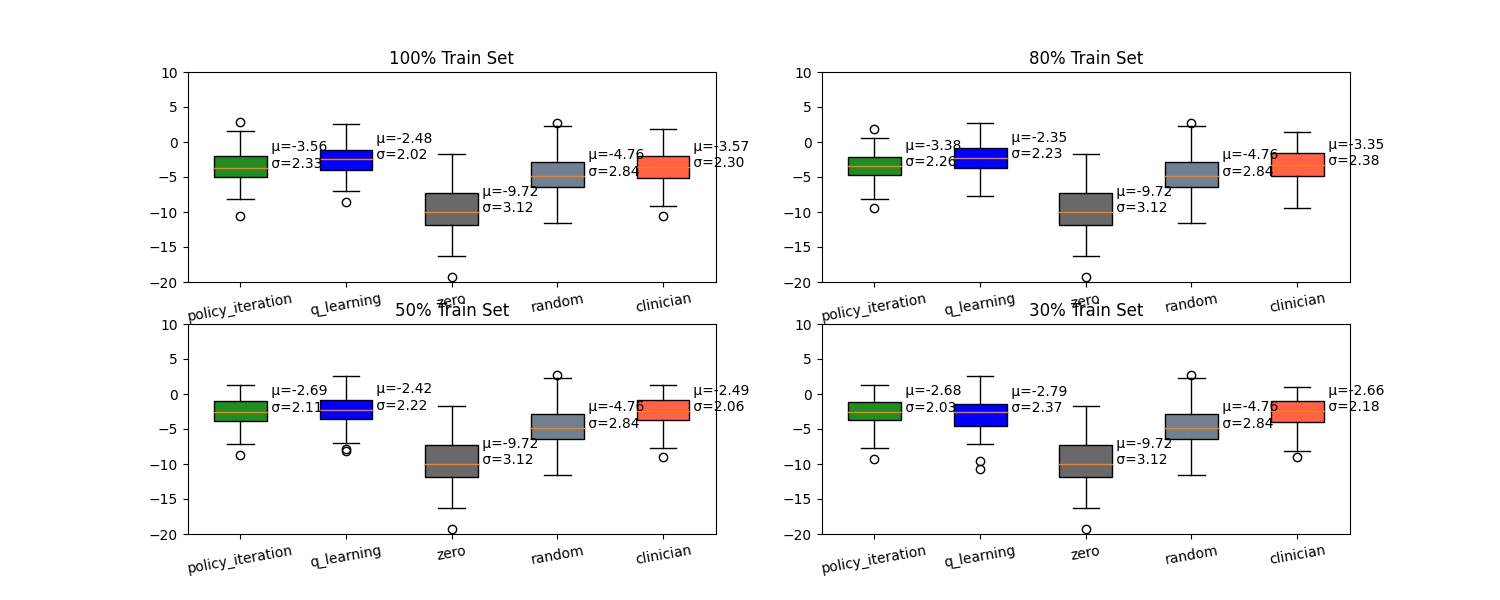 100% Train Set
80% Train Set
10
5
0
−5
−10
−15
−20
μ=-3.56
σ=2.33
μ=-2.48
σ=2.02
μ=-9.72
σ=3.12
μ=-4.76
σ=2.84
μ=-3.57
σ=2.30
policy_iteration
q_learning
zero
random
clinician
10
5
0
−5
−10
−15
−20
μ=-3.38
σ=2.26
μ=-2.35
σ=2.23
μ=-9.72
σ=3.12
μ=-4.76
σ=2.84
μ=-3.35
σ=2.38
policy_iteration
q_learning
zero
random
clinician
50% Train Set
30% Train Set
10
5
0
−5
−10
−15
−20
μ=-2.69
σ=2.11
μ=-2.42
σ=2.22
μ=-9.72
σ=3.12
μ=-4.76
σ=2.84
μ=-2.49
σ=2.06
policy_iteration
q_learning
zero
random
clinician
10
5
0
−5
−10
−15
−20
μ=-2.68
σ=2.03
μ=-2.79
σ=2.37
μ=-9.72
σ=3.12
μ=-4.76
σ=2.84
μ=-2.66
σ=2.18
policy_iteration
q_learning
zero
random
clinician